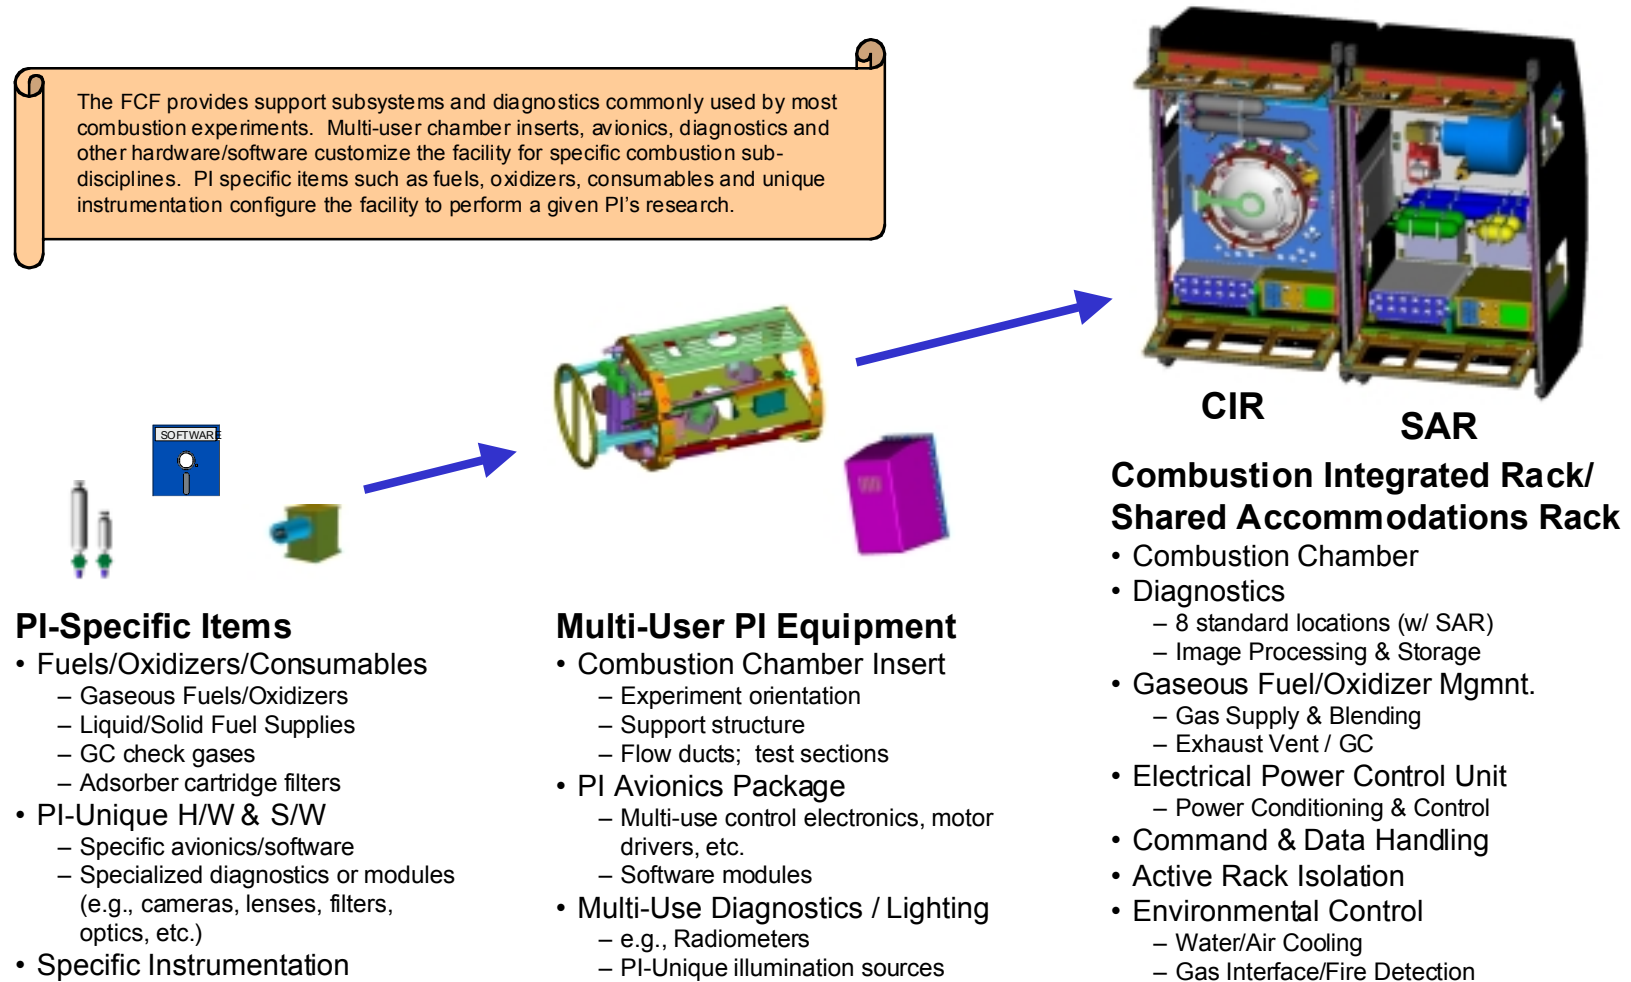 The FCF provides support subsystems and diagnostics commonly used by most
combustion experiments. Multi-user chamber inserts, avionics, diagnostics and
other hardware/software customize the facility for specific combustion sub-
disciplines. PI specific items such as fuels, oxidizers, consumables and unique
instrumentation configure the facility to perform a given PI's research.
SOFTWARE
CIR
SAR
PI-Specific Items
• Fuels/Oxidizers/Consumables
– Gaseous Fuels/Oxidizers
– Liquid/Solid Fuel Supplies
– GC check gases
– Adsorber cartridge filters
• PI-Unique H/W & S/W
– Specific avionics/software
– Specialized diagnostics or modules
(e.g., cameras, lenses, filters,
optics, etc.)
• Specific Instrumentation
Multi-User PI Equipment
• Combustion Chamber Insert
– Experiment orientation
– Support structure
– Flow ducts; test sections
• PI Avionics Package
– Multi-use control electronics, motor
drivers, etc.
– Software modules
• Multi-Use Diagnostics / Lighting
– e.g., Radiometers
– PI-Unique illumination sources
Combustion Integrated Rack/
Shared Accommodations Rack
• Combustion Chamber
• Diagnostics
– 8 standard locations (w/ SAR)
– Image Processing & Storage
• Gaseous Fuel/Oxidizer Mgmnt.
– Gas Supply & Blending
– Exhaust Vent / GC
• Electrical Power Control Unit
– Power Conditioning & Control
• Command & Data Handling
• Active Rack Isolation
• Environmental Control
– Water/Air Cooling
– Gas Interface/Fire Detection